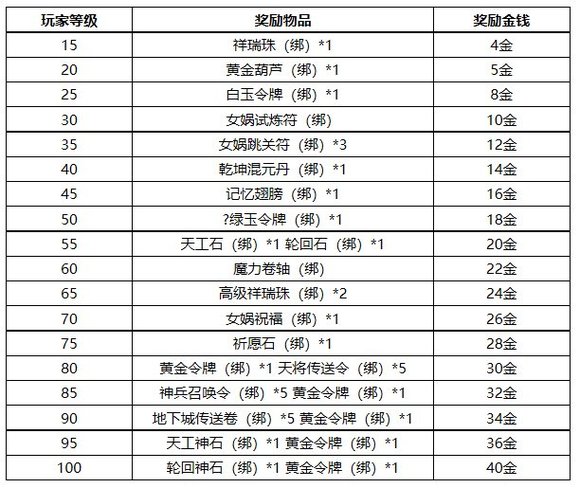 玩家等级 奖励物品 奖励金钱
15 祥瑞珠（绑）*1 4金
20 黄金葫芦（绑）*1 5金
25 白玉令牌（绑）*1 8金
30 女娲试炼符（绑） 10金
35 女娲跳关符（绑）*3 12金
40 乾坤混元丹（绑）*1 14金
45 记忆翅膀（绑）*1 16金
50 ?绿玉令牌（绑）*1 18金
55 天工石（绑）*1 轮回石（绑）*1 20金
60 魔力卷轴（绑） 22金
65 高级祥瑞珠（绑）*2 24金
70 女娲祝福（绑）*1 26金
75 祈愿石（绑）*1 28金
80 黄金令牌（绑）*1 天将传送令（绑）*5 30金
85 神兵召唤令（绑）*5 黄金令牌（绑）*1 32金
90 地下城传送卷（绑）*5 黄金令牌（绑）*1 34金
95 天工神石（绑）*1 黄金令牌（绑）*1 36金
100 轮回神石（绑）*1 黄金令牌（绑）*1 40金